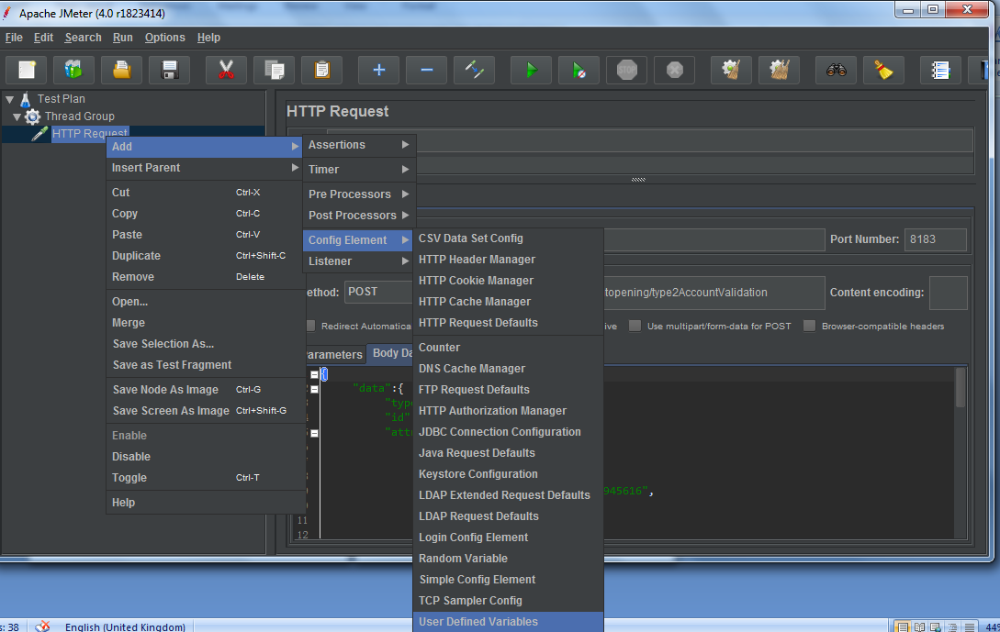 Apache JMeter (4.0 r1823414)
File Edit Search Run Options Help
STOP
Test Plan
Thread Group
HTTP Request
HTTP Request
Add
Insert Parent
Cut Ctrl-X
Copy Ctrl-C
Paste Ctrl-V
Duplicate Ctrl+Shift-C
Remove Delete
Open...
Merge
Save Selection As...
Save as Test Fragment
Save Node As Image Ctrl-G
Save Screen As Image Ctrl+Shift-G
Enable
Disable
Toggle Ctrl-T
Help
Assertions
Timer
Pre Processors
Post Processors
Config Element
Listener
CSV Data Set Config
HTTP Header Manager
HTTP Cookie Manager
HTTP Cache Manager
HTTP Request Defaults
Counter
DNS Cache Manager
FTP Request Defaults
HTTP Authorization Manager
JDBC Connection Configuration
Java Request Defaults
Keystore Configuration
LDAP Extended Request Defaults
LDAP Request Defaults
Login Config Element
Random Variable
Simple Config Element
TCP Sampler Config
User Defined Variables
Port Number: 8183
ethod: POST topening/type2AccountValidation Content encoding:
Redirect Automatica ive Use multipart/form-data for POST Browser-compatible headers
arameters Body Da
{
"data":{
"type
"id"
"att
945616",
11
12
s: 38 English (United Kingdom) 44%